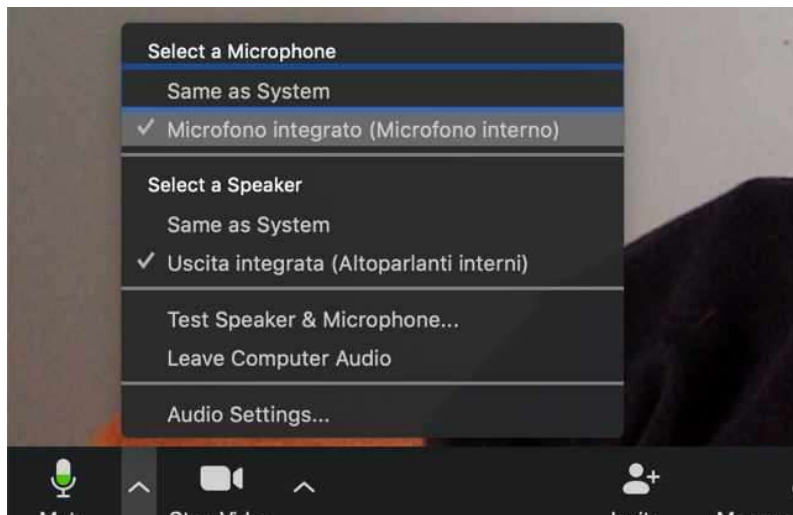 Select a Microphone
Same as System
Microfono integrato (Microfono interno)
Select a Speaker
Same as System
Uscita integrata (Altoparlanti interni)
Test Speaker & Microphone...
Leave Computer Audio
Audio Settings...